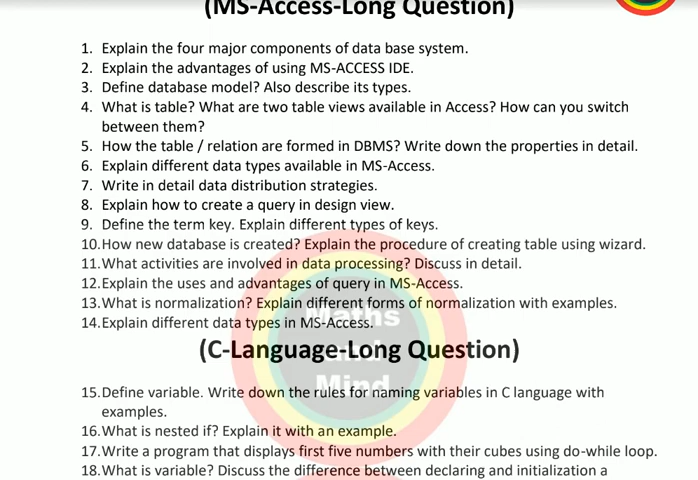 (MS-Access-Long Question)
1. Explain the four major components of data base system.
2. Explain the advantages of using MS-ACCESS IDE.
3. Define database model? Also describe its types.
4. What is table? What are two table views available in Access? How can you switch
between them?
5. How the table / relation are formed in DBMS? Write down the properties in detail.
6. Explain different data types available in MS-Access.
7. Write in detail data distribution strategies.
8. Explain how to create a query in design view.
9. Define the term key. Explain different types of keys.
10.How new database is created? Explain the procedure of creating table using wizard.
11.What activities are involved in data processing? Discuss in detail.
12.Explain the uses and advantages of query in MS-Access.
13.What is normalization? Explain different forms of normalization with examples.
14.Explain different data types in MS-Access.
Maths
and
Mind
(C-Language-Long Question)
15.Define variable. Write down the rules for naming variables in C language with
examples.
16.What is nested if? Explain it with an example.
17.Write a program that displays first five numbers with their cubes using do-while loop.
18.What is variable? Discuss the difference between declaring and initialization a